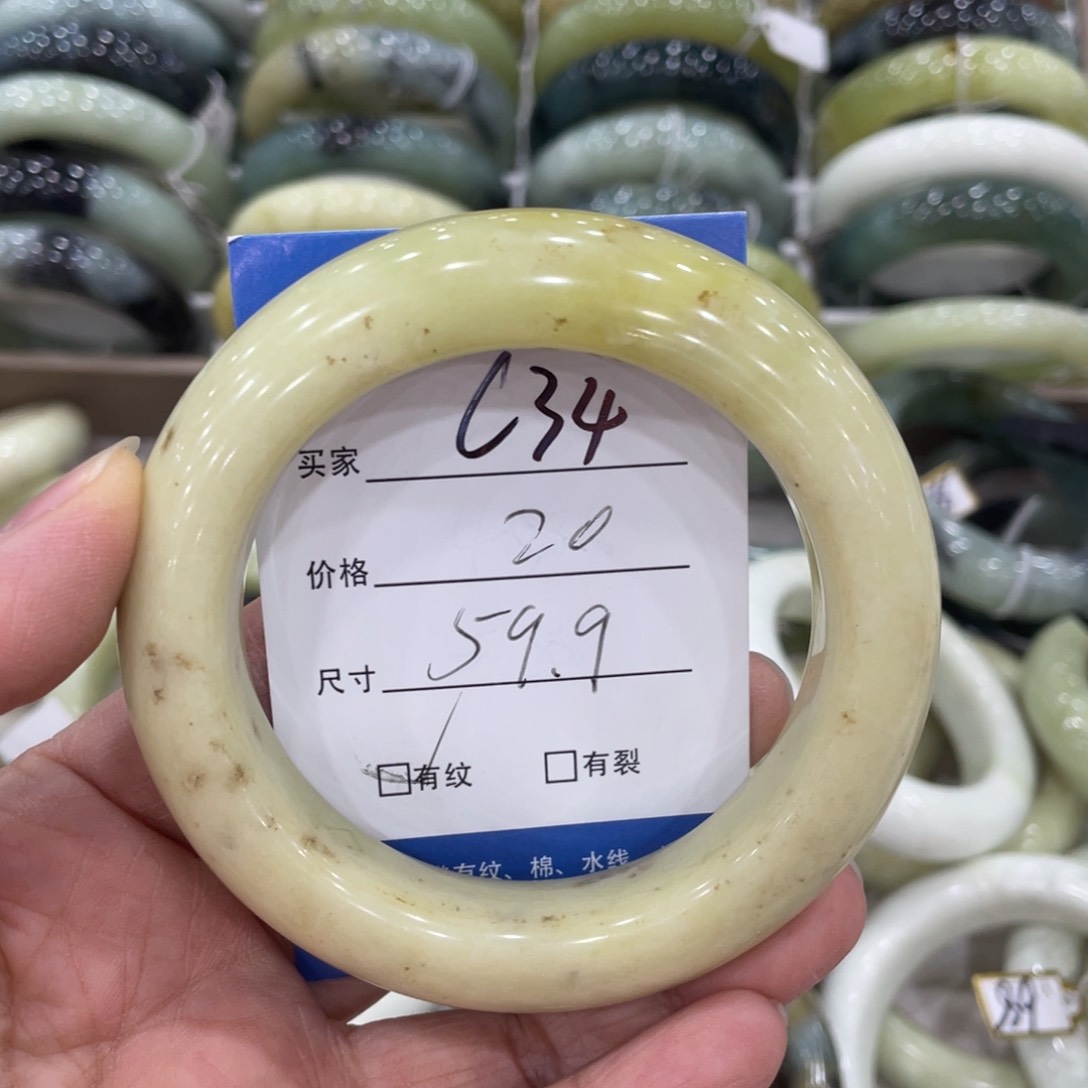 买家 C34
价格 20
尺寸 59.9
☑有纹 □有裂
有纹、棉、水线